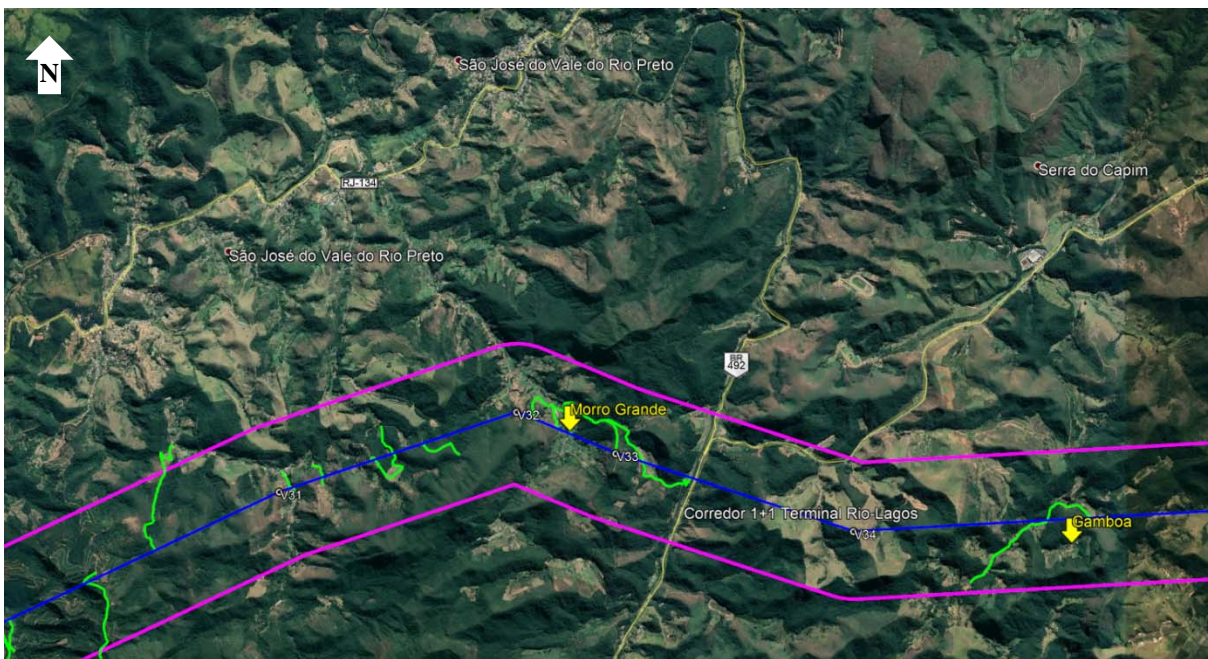 N
São José do Vale do Rio Preto
Serra do Capim
RJ-134
São José do Vale do Rio Preto
BR
492
Morro Grande
V32
V33
V31
Corredor 1+1 Terminal Rio-Lagos
Gamboa
V34